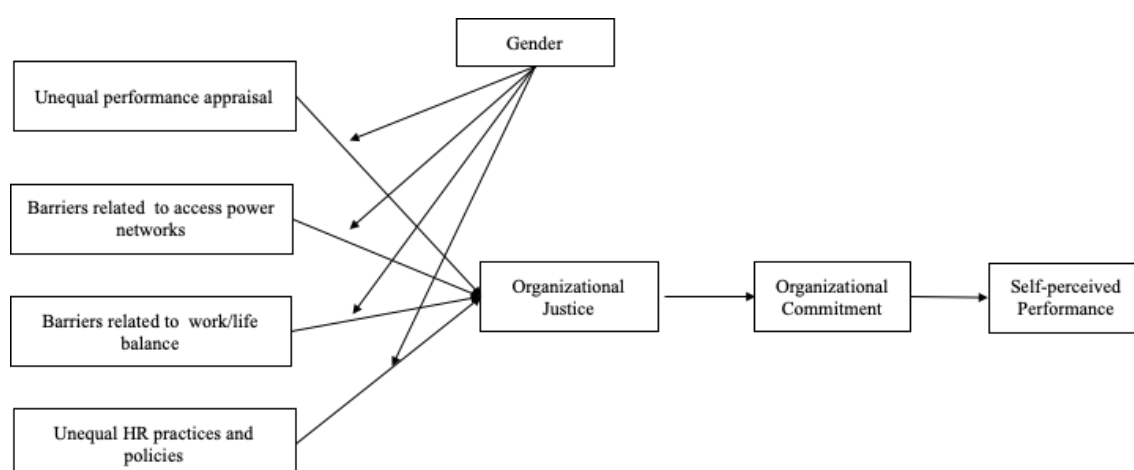 Gender
Unequal performance appraisal
Barriers related to access power
networks
Organizational
Justice
Organizational
Commitment
Self-perceived
Performance
Barriers related to work/life
balance
Unequal HR practices and
policies